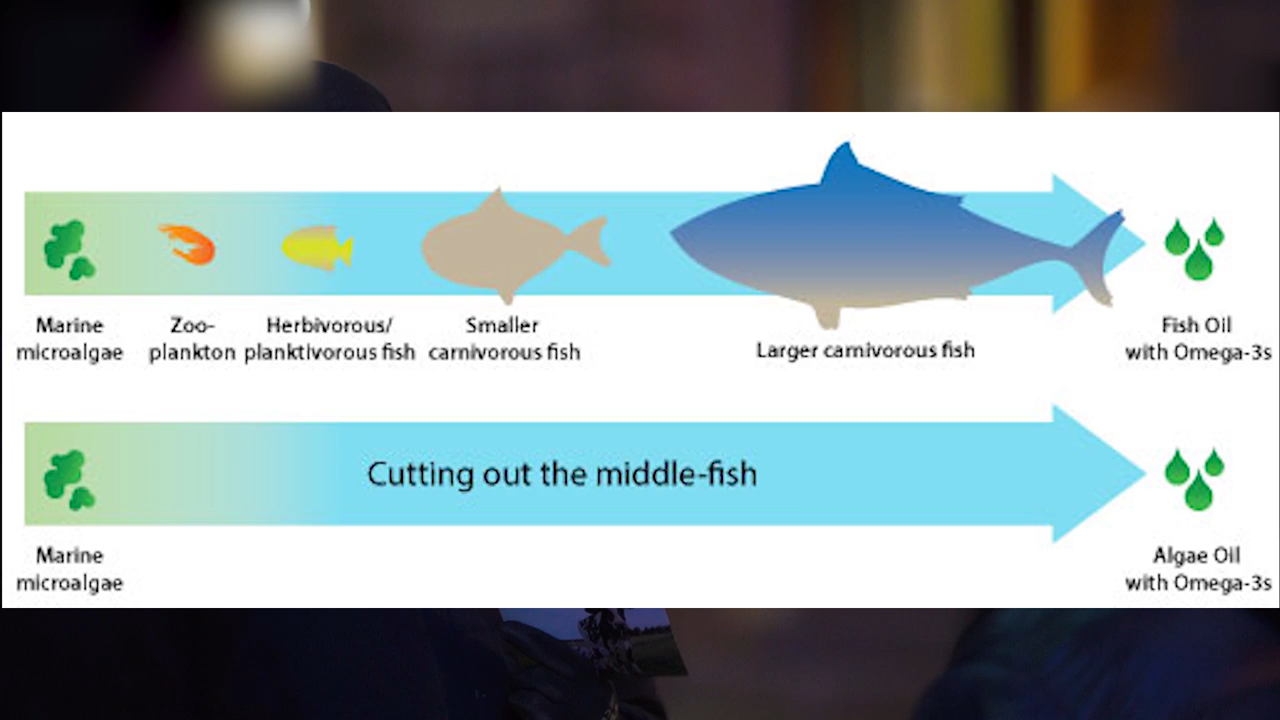 Marine
microalgae
Zoo-
plankton
Herbivorous/
planktivorous fish
Smaller
carnivorous fish
Larger carnivorous fish
Fish Oil
with Omega-3s
Cutting out the middle-fish
Marine
microalgae
Algae Oil
with Omega-3s